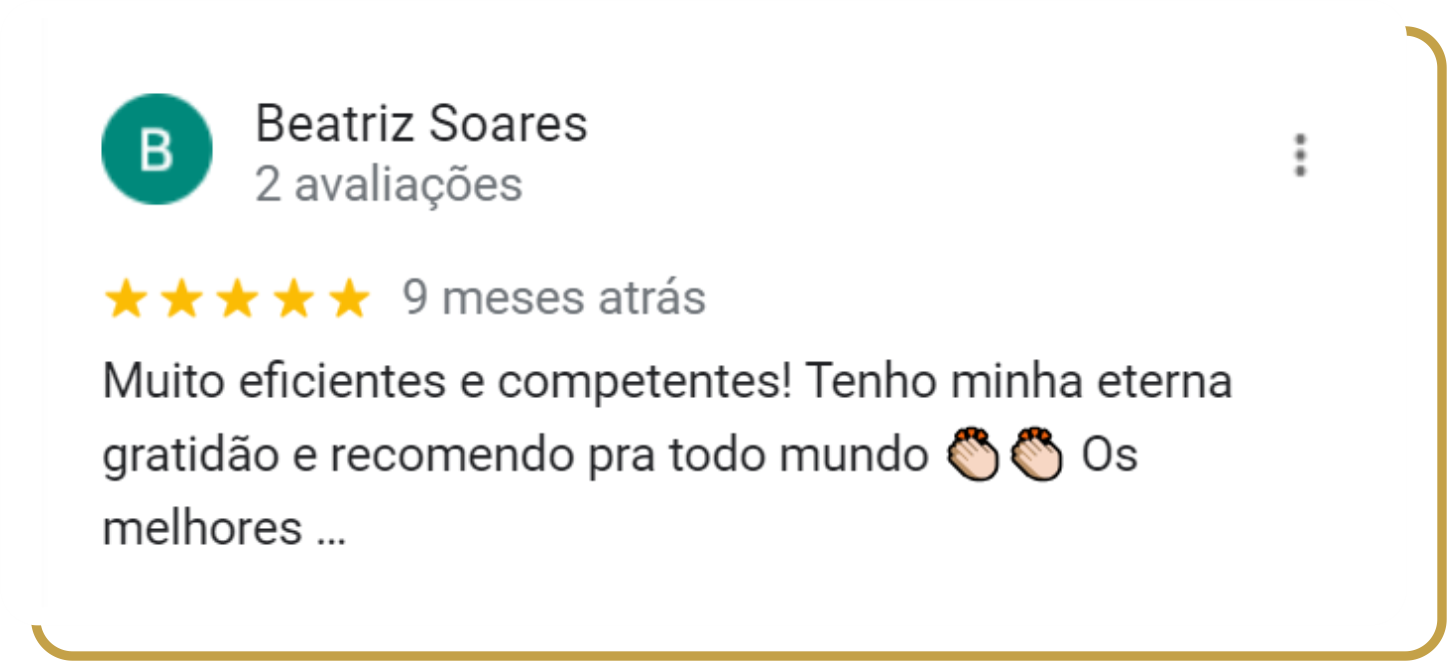 B
Beatriz Soares
2 avaliações
9 meses atrás
Muito eficientes e competentes! Tenho minha eterna
gratidão e recomendo pra todo mundo 👏👏 Os
melhores ...